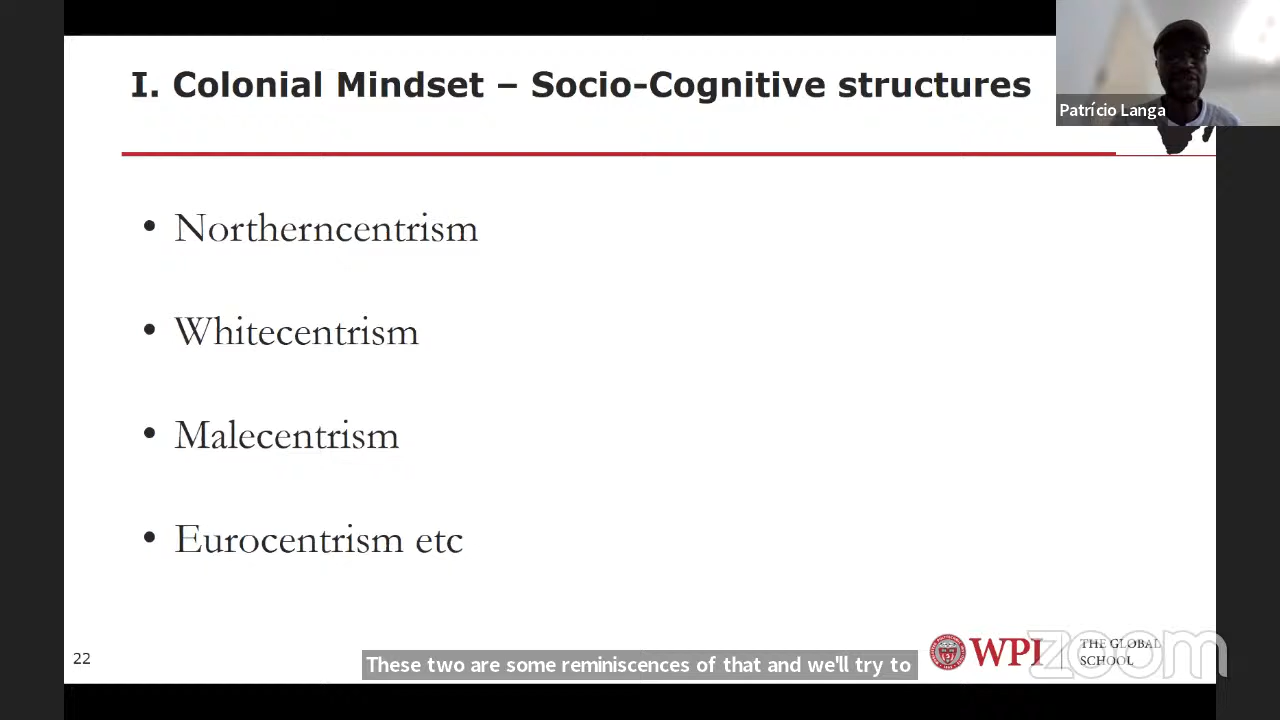 I. Colonial Mindset – Socio-Cognitive structures
Patrício Langa
• Northerncentrism
• Whitecentrism
• Malecentrism
• Eurocentrism etc
22
These two are some reminiscences of that and we'll try to
WPI
THE GLOBAL
SCHOOL
zoom